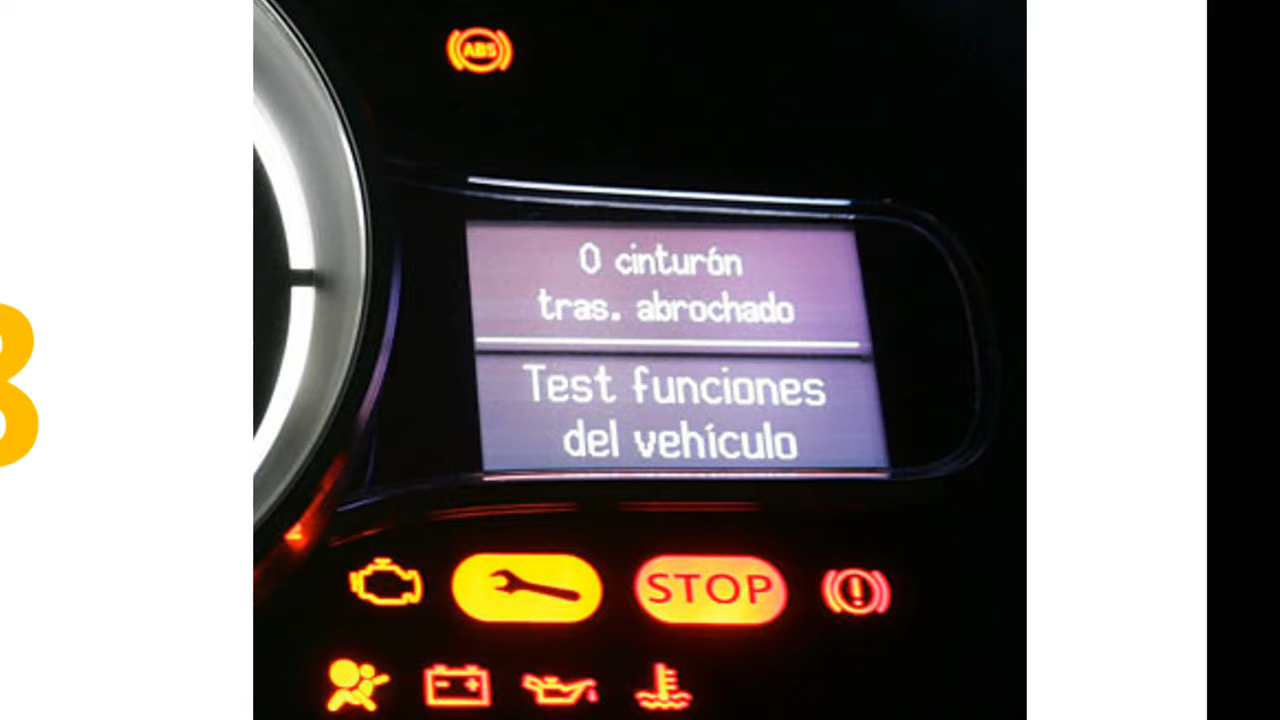 ABS
0 cinturón
tras. abrochado
Test funciones
del vehículo
STOP